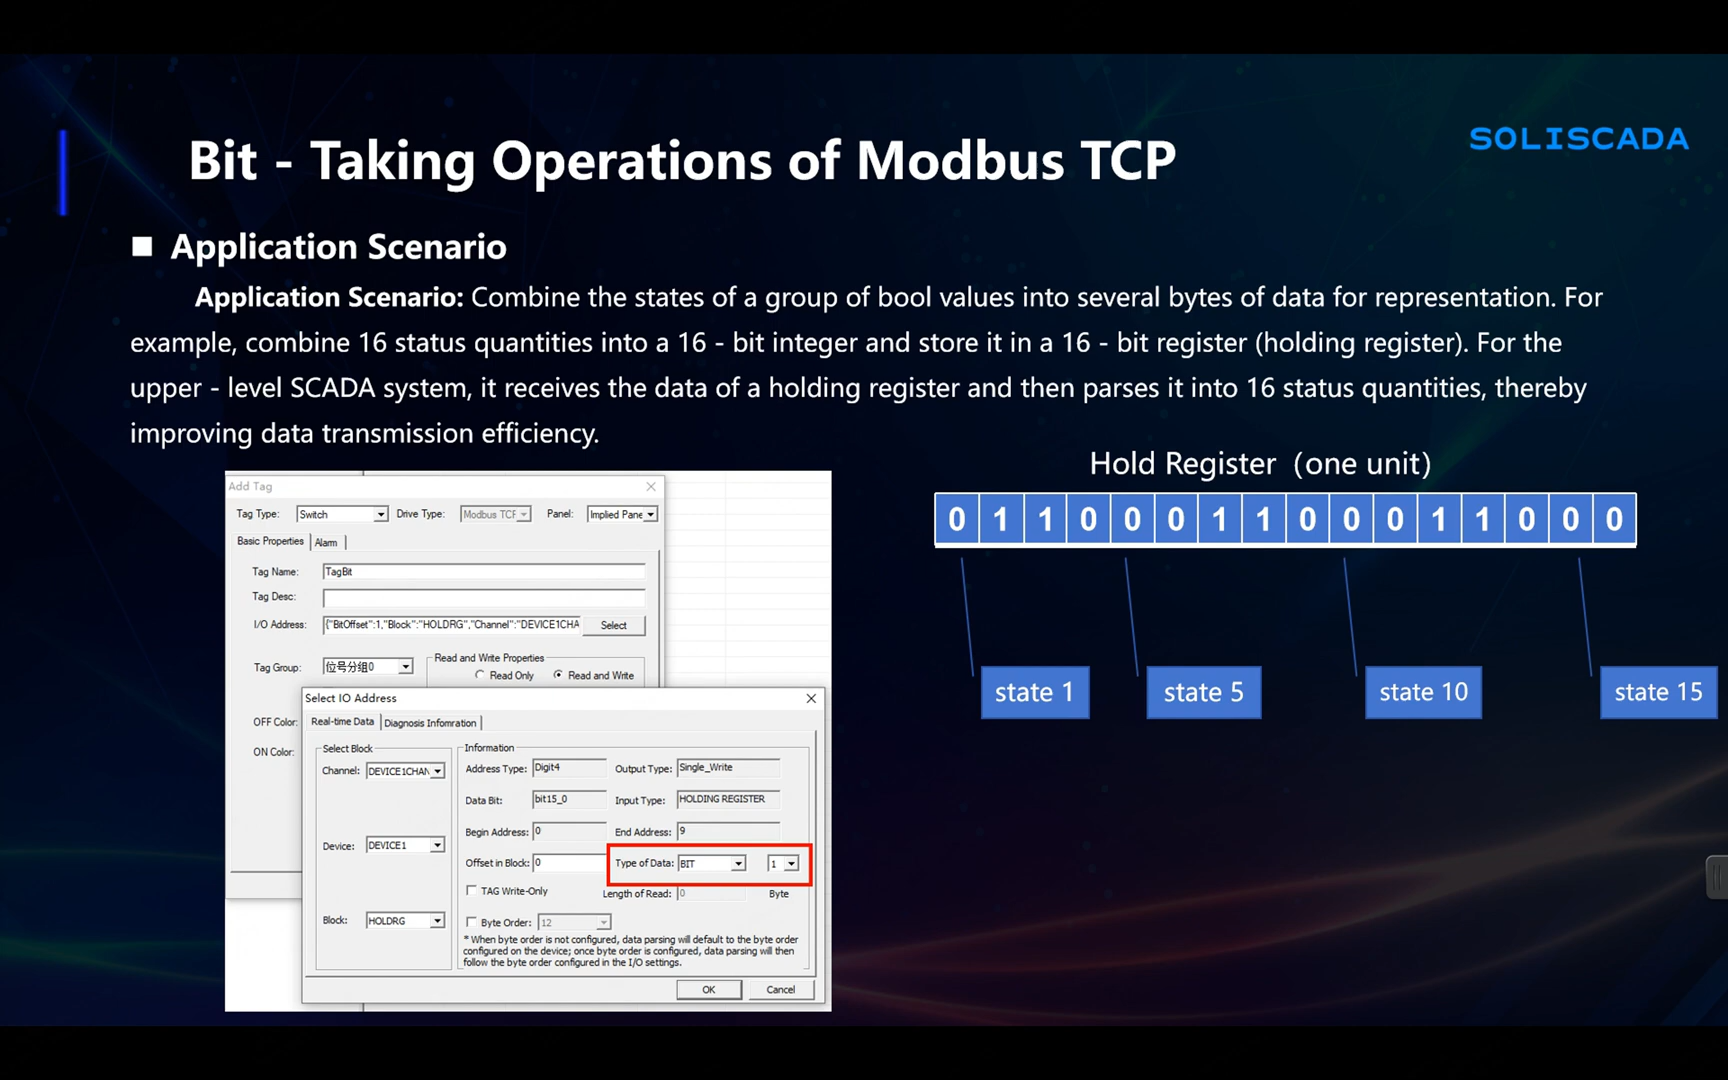 Bit - Taking Operations of Modbus TCP
SOLISCADA
Application Scenario
Application Scenario: Combine the states of a group of bool values into several bytes of data for representation. For
example, combine 16 status quantities into a 16 - bit integer and store it in a 16 - bit register (holding register). For the
upper - level SCADA system, it receives the data of a holding register and then parses it into 16 status quantities, thereby
improving data transmission efficiency.
Add Tag
Tag Type: Switch Drive Type: Modbus TCF Panel: Implied Pane
Basic Properties Alarm
Tag Name: TagBit
Tag Desc:
I/O Address: {"BitOffset":1,"Block":"HOLDRG","Channel":"DEVICE1CHA Select
Tag Group: 位号分组0 Read and Write Properties
Read Only Read and Write
OFF Color:
ON Color:
Select IO Address
Real-time Data Diagnosis Infomration
Select Block
Channel: DEVICE1CHAN
Device: DEVICE1
Block: HOLDRG
Information
Address Type: Digit4 Output Type: Single_Write
Data Bit: bit15_0 Input Type: HOLDING REGISTER
Begin Address: 0 End Address: 9
Offset in Block: 0 Type of Data: BIT 1
TAG Write-Only Length of Read: 0 Byte
Byte Order: 12
* When byte order is not configured, data parsing will default to the byte order
configured on the device; once byte order is configured, data parsing will then
follow the byte order configured in the I/O settings.
OK Cancel
Hold Register (one unit)
0 1 1 0 0 0 1 1 0 0 0 1 1 0 0 0
state 1 state 5 state 10 state 15